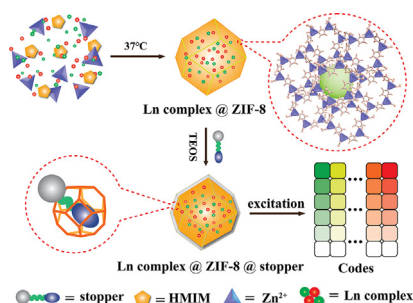 37℃
Ln complex @ ZIF-8
TEOS
excitation
Ln complex @ ZIF-8 @ stopper
Codes
= stopper = HMIM = Zn²⁺ = Ln complex